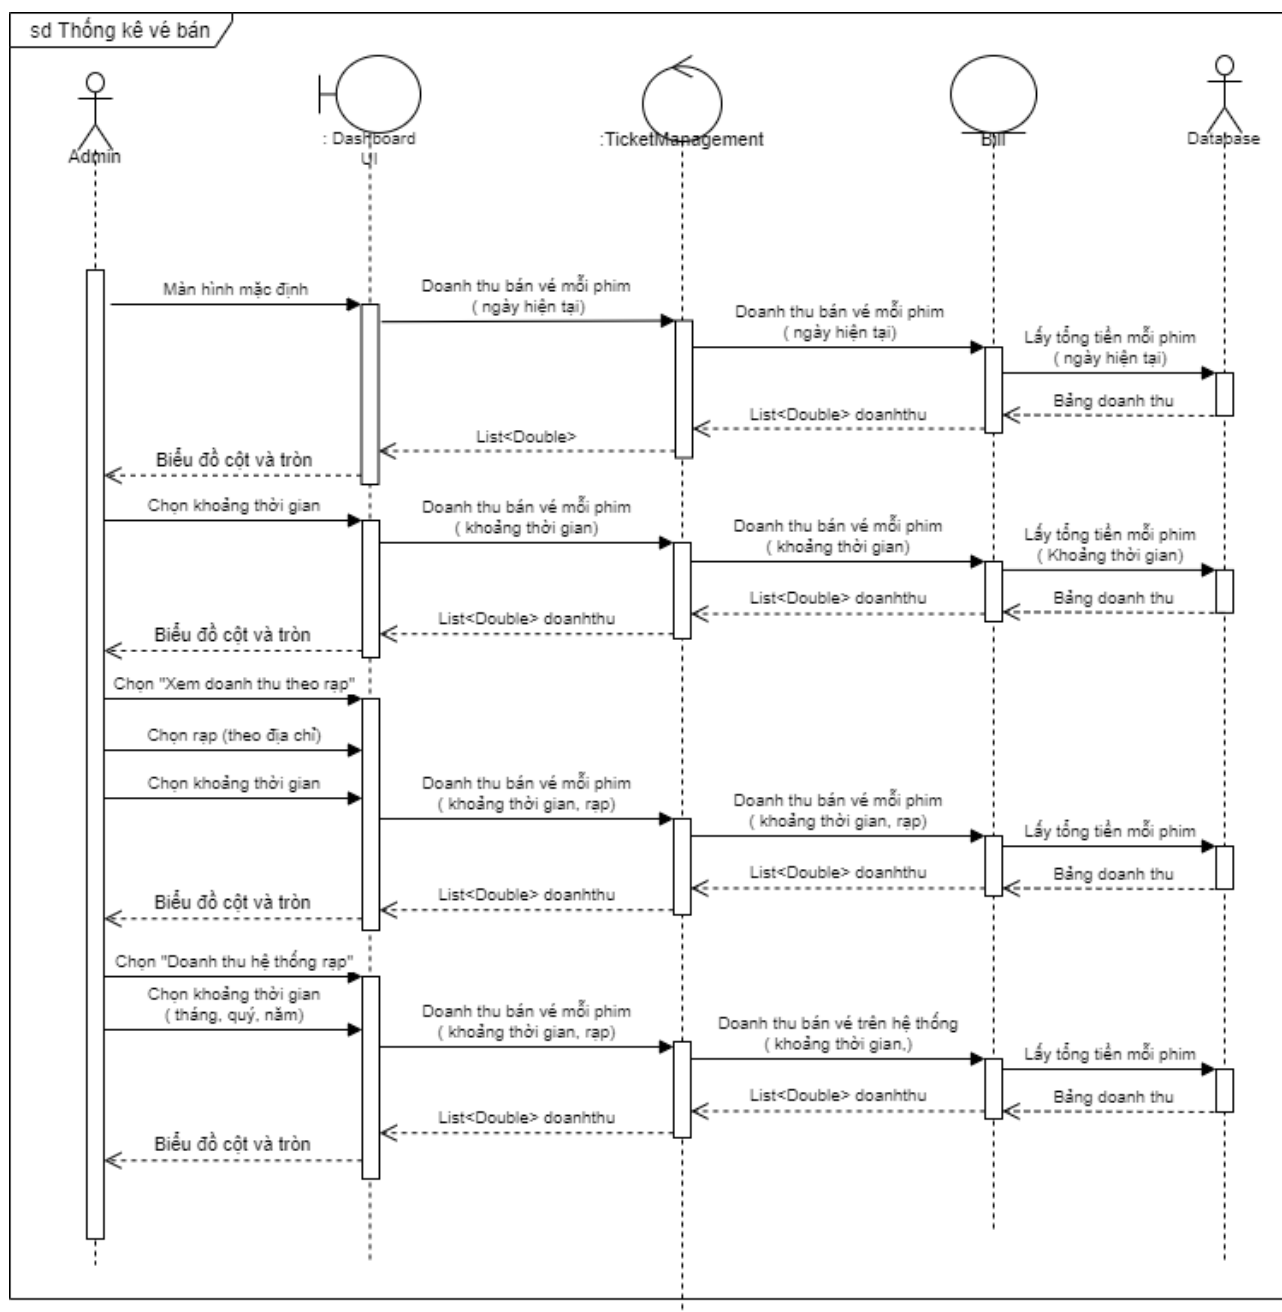 sd Thống kê vé bán
Admin
: Dashboard
UI
:TicketManagement
Bill
Database
Màn hình mặc định
Doanh thu bán vé mỗi phim
( ngày hiện tại)
Doanh thu bán vé mỗi phim
( ngày hiện tại)
Lấy tổng tiền mỗi phim
( ngày hiện tại)
Bảng doanh thu
List<Double> doanhthu
List<Double>
Biểu đồ cột và tròn
Chọn khoảng thời gian
Doanh thu bán vé mỗi phim
( khoảng thời gian)
Doanh thu bán vé mỗi phim
( khoảng thời gian)
Lấy tổng tiền mỗi phim
( Khoảng thời gian)
Bảng doanh thu
List<Double> doanhthu
List<Double> doanhthu
Biểu đồ cột và tròn
Chọn "Xem doanh thu theo rạp"
Chọn rạp (theo địa chỉ)
Chọn khoảng thời gian
Doanh thu bán vé mỗi phim
( khoảng thời gian, rạp)
Doanh thu bán vé mỗi phim
( khoảng thời gian, rạp)
Lấy tổng tiền mỗi phim
Bảng doanh thu
List<Double> doanhthu
List<Double> doanhthu
Biểu đồ cột và tròn
Chọn "Doanh thu hệ thống rạp"
Chọn khoảng thời gian
( tháng, quý, năm)
Doanh thu bán vé mỗi phim
( khoảng thời gian, rạp)
Doanh thu bán vé trên hệ thống
( khoảng thời gian,)
Lấy tổng tiền mỗi phim
Bảng doanh thu
List<Double> doanhthu
List<Double> doanhthu
Biểu đồ cột và tròn